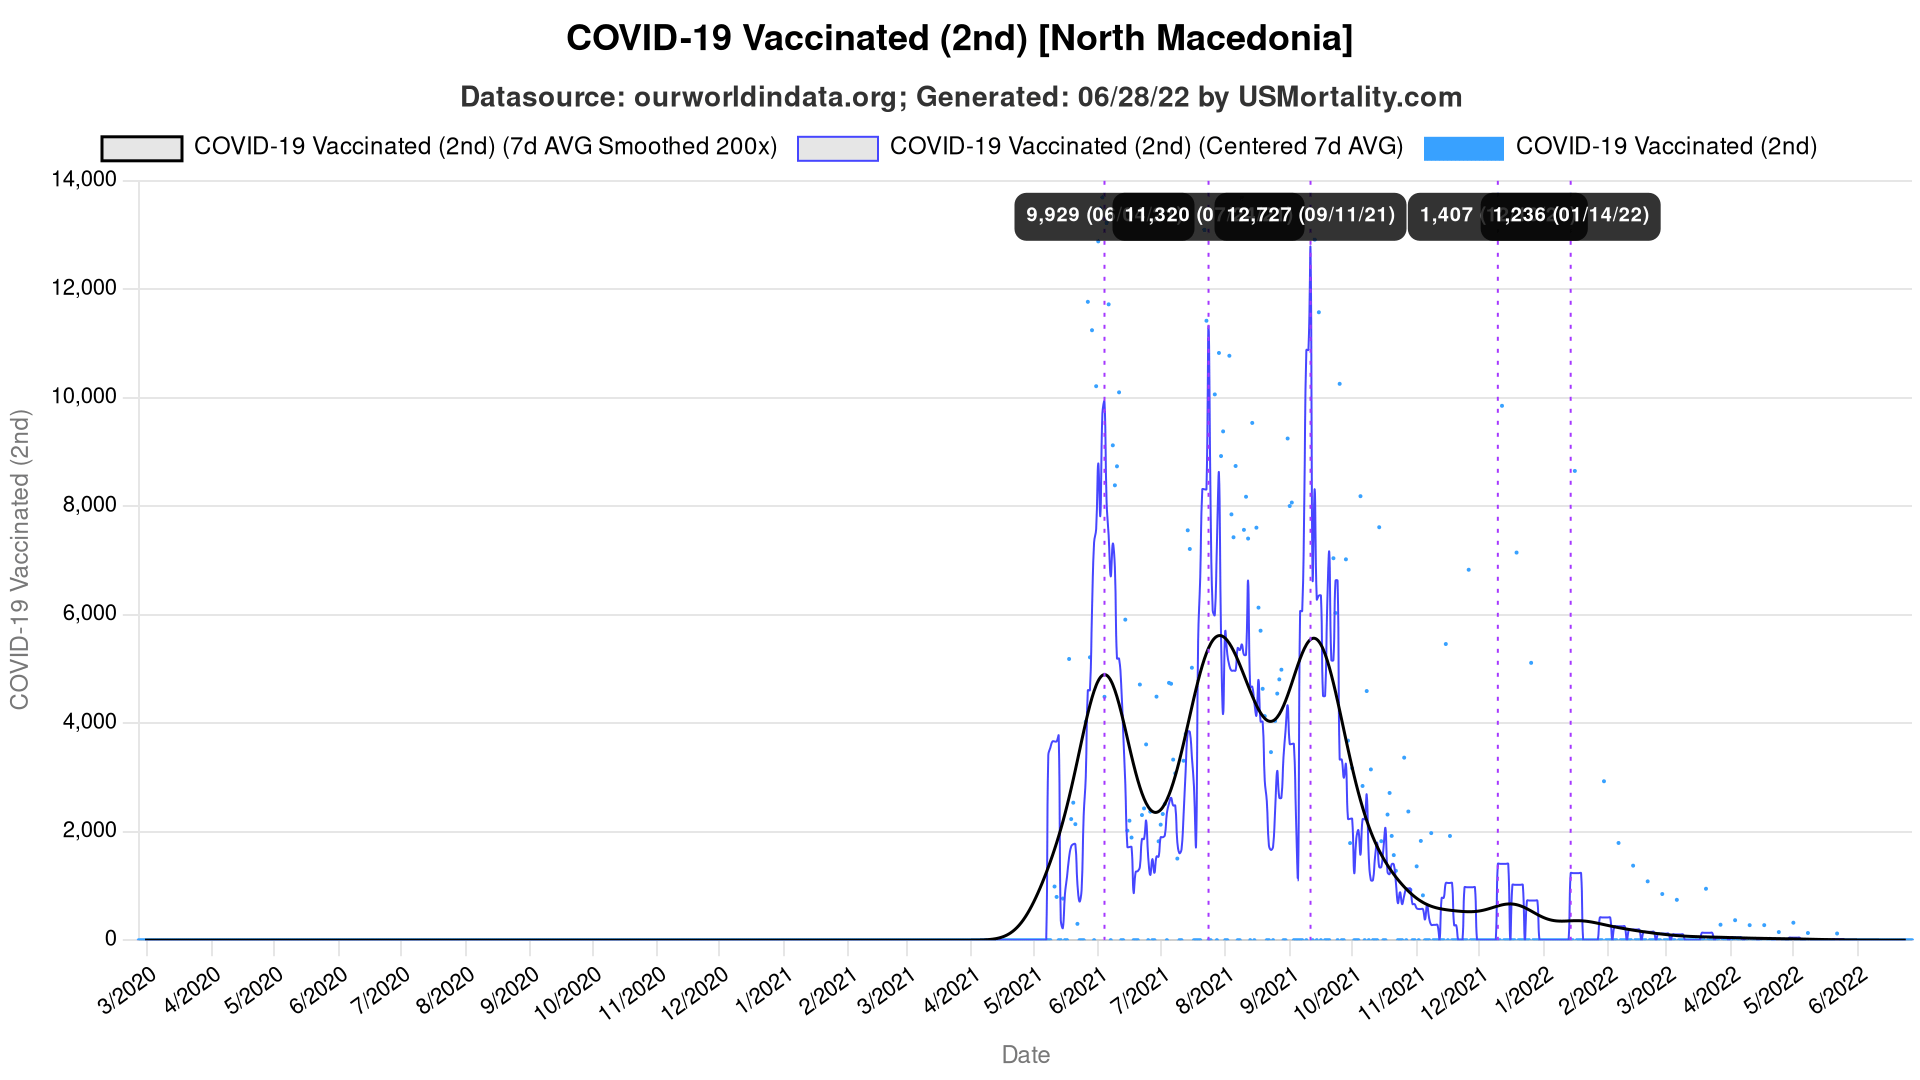 COVID-19 Vaccinated (2nd) [North Macedonia]
Datasource: ourworldindata.org; Generated: 06/28/22 by USMortality.com
COVID-19 Vaccinated (2nd) (7d AVG Smoothed 200x) COVID-19 Vaccinated (2nd) (Centered 7d AVG) COVID-19 Vaccinated (2nd)
9,929 (06 11,320 (07 12,727 (09/11/21) 1,407 1,236 (01/14/22)
14,000
12,000
10,000
8,000
6,000
4,000
2,000
0
COVID-19 Vaccinated (2nd)
3/2020 4/2020 5/2020 6/2020 7/2020 8/2020 9/2020 10/2020 11/2020 12/2020 1/2021 2/2021 3/2021 4/2021 5/2021 6/2021 7/2021 8/2021 9/2021 10/2021 11/2021 12/2021 1/2022 2/2022 3/2022 4/2022 5/2022 6/2022
Date